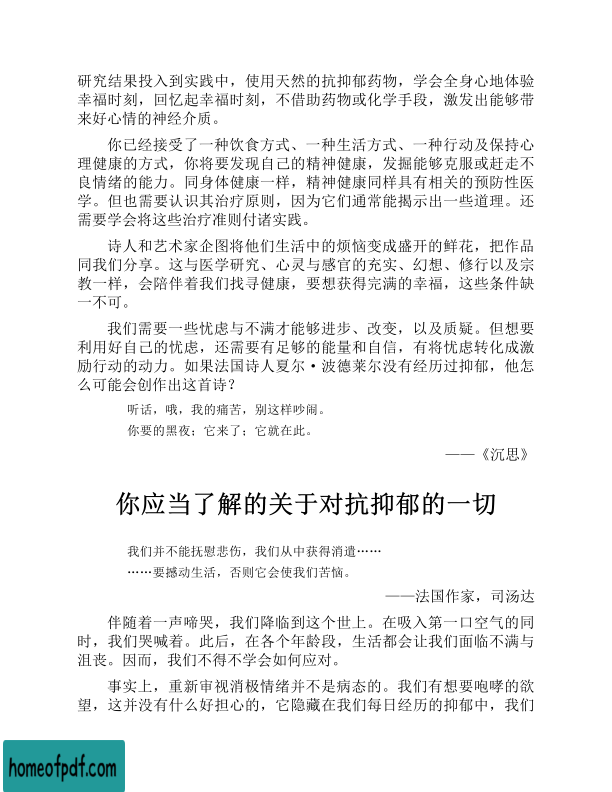 研究结果投入到实践中，使用天然的抗抑郁药物，学会全身心地体验
幸福时刻，回忆起幸福时刻，不借助药物或化学手段，激发出能够带
来好心情的神经介质。
你已经接受了一种饮食方式、一种生活方式、一种行动及保持心
理健康的方式，你将要发现自己的精神健康，发掘能够克服或赶走不
良情绪的能力。同身体健康一样，精神健康同样具有相关的预防性医
学。但也需要认识其治疗原则，因为它们通常能揭示出一些道理。还
需要学会将这些治疗准则付诸实践。
诗人和艺术家企图将他们生活中的烦恼变成盛开的鲜花，把作品
同我们分享。这与医学研究、心灵与感官的充实、幻想、修行以及宗
教一样，会陪伴着我们找寻健康，要想获得完满的幸福，这些条件缺
一不可。
我们需要一些忧虑与不满才能够进步、改变，以及质疑。但想要
利用好自己的忧虑，还需要有足够的能量和自信，有将忧虑转化成激
励行动的动力。如果法国诗人夏尔·波德莱尔没有经历过抑郁，他怎
么可能会创作出这首诗？
听话，哦，我的痛苦，别这样吵闹。
你要的黑夜；它来了；它就在此。
——《沉思》
你应当了解的关于对抗抑郁的一切
我们并不能抚慰悲伤，我们从中获得消遣……
……要撼动生活，否则它会使我们苦恼。
——法国作家，司汤达
伴随着一声啼哭，我们降临到这个世上。在吸入第一口空气的同
时，我们哭喊着。此后，在各个年龄段，生活都会让我们面临不满与
沮丧。因而，我们不得不学会如何应对。
事实上，重新审视消极情绪并不是病态的。我们有想要咆哮的欲
望，这并没有什么好担心的，它隐藏在我们每日经历的抑郁中，我们
homeofpdf.com